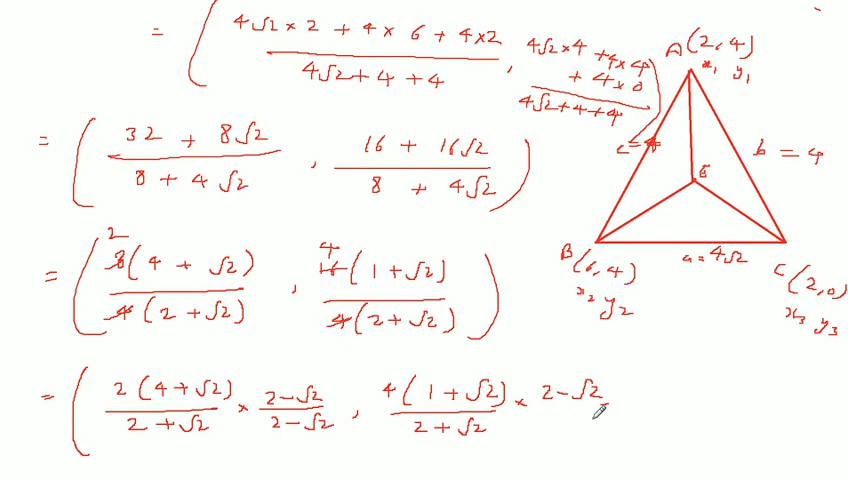 = ( (4√2 × 2 + 4 × 6 + 4×2) / (4√2 + 4 + 4) , (4√2×4 + 4×4 + 4×0) / (4√2+4+4) )
= ( (32 + 8√2) / (8 + 4√2) , (16 + 16√2) / (8 + 4√2) )
= ( 2 8(4 + √2) / 4(2 + √2) , 4 16(1 + √2) / 4(2 + √2) )
= ( 2(4+√2) / 2+√2 × 2-√2 / 2-√2 , 4(1 + √2) / 2 + √2 × 2-√2
A(2,4)
x₁ y₁
c=4
b = 4
B(6,4)
x₂ y₂
a=4√2
C(2,0)
x₃ y₃